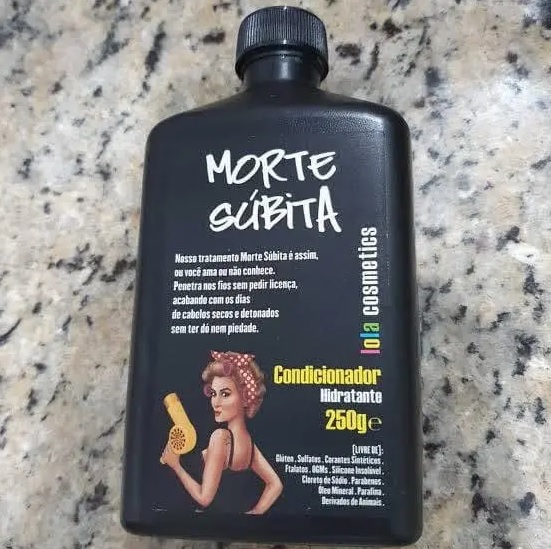 MORTE
SÚBITA
Nosso tratamento Morte Súbita é assim,
ou você ama ou não conhece.
Penetra nos fios sem pedir licença,
acabando com os dias
de cabelos secos e detonados
sem ter dó nem piedade.
lola cosmetics
Condicionador
Hidratante
250g℮
[LIVRE DE]:
Glúten . Sulfatos . Corantes Sintéticos .
Ftalatos . OGMs . Silicone Insolúvel .
Cloreto de Sódio . Parabenos .
Óleo Mineral . Parafina .
Derivados de Animais .